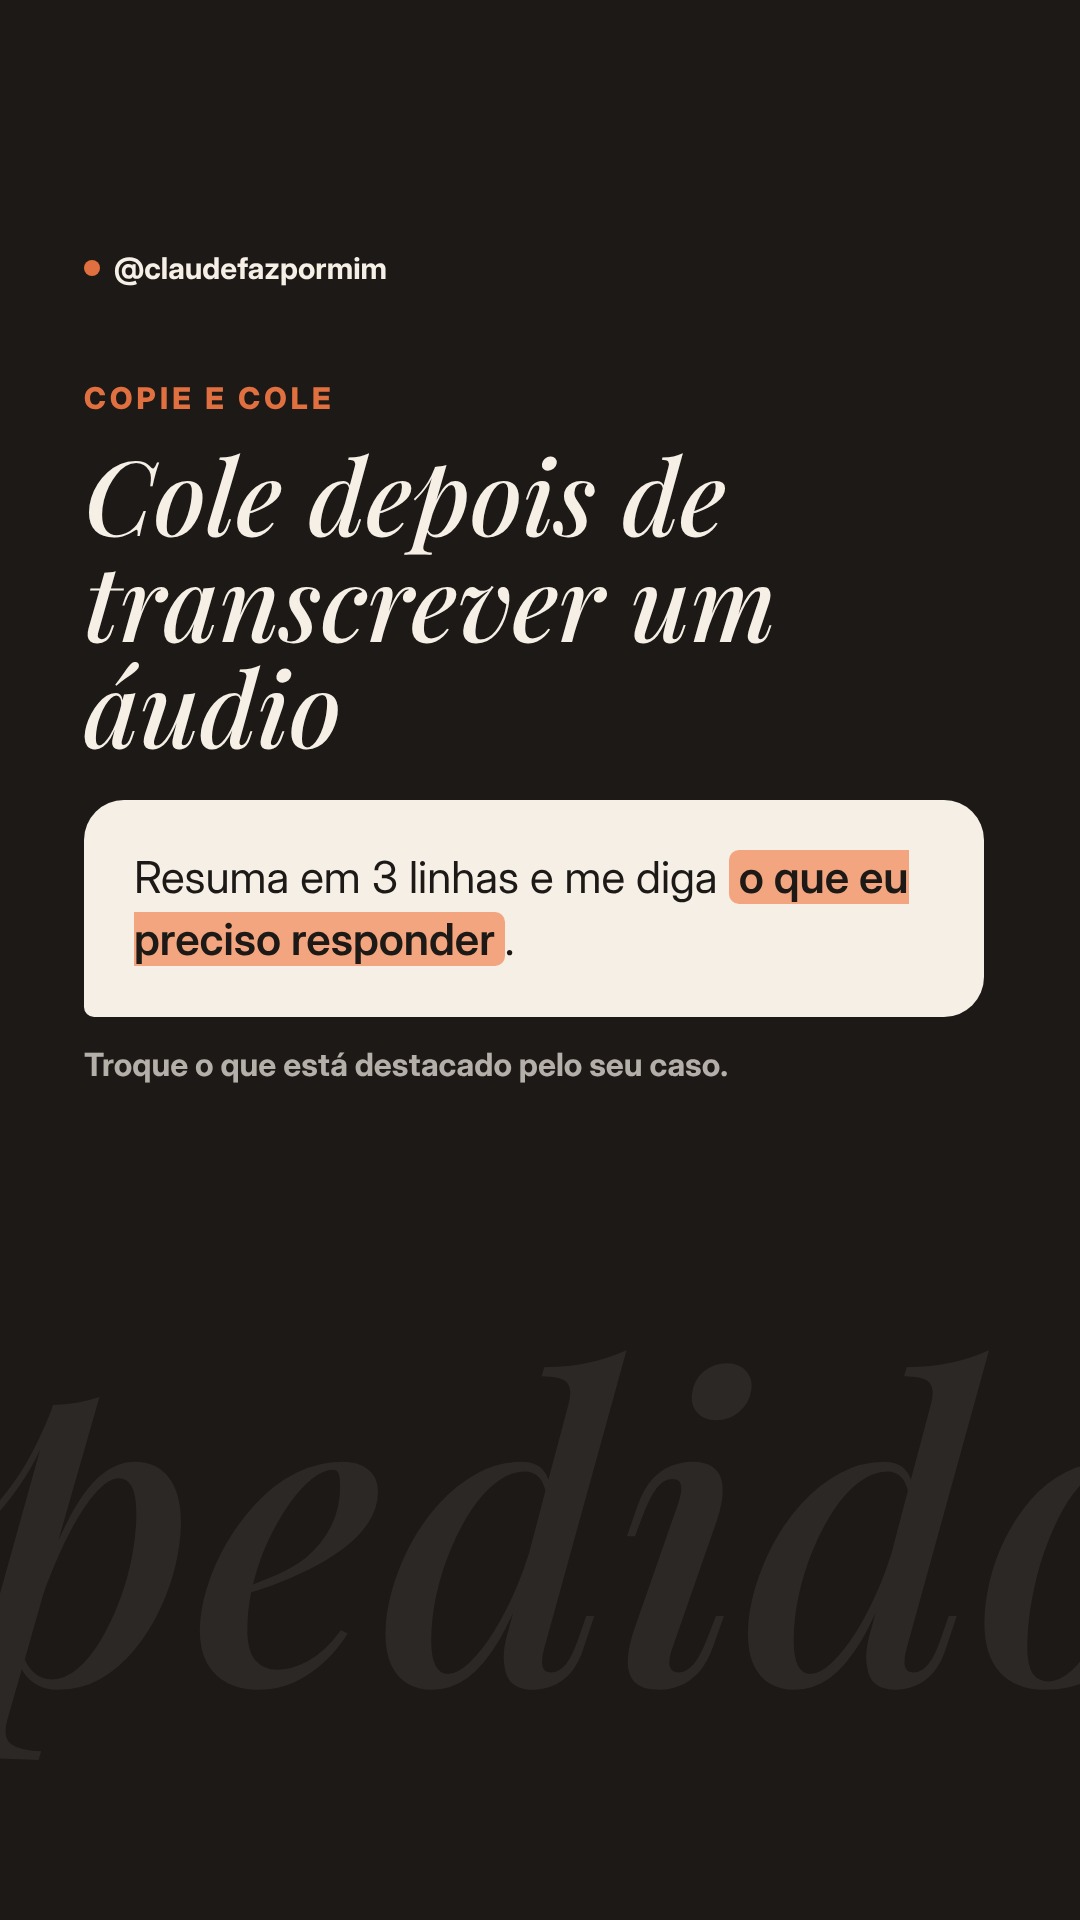 @claudefazpormim
COPIE E COLE
Cole depois de
transcrever um
áudio
Resuma em 3 linhas e me diga o que eu
preciso responder.
Troque o que está destacado pelo seu caso.
pedido